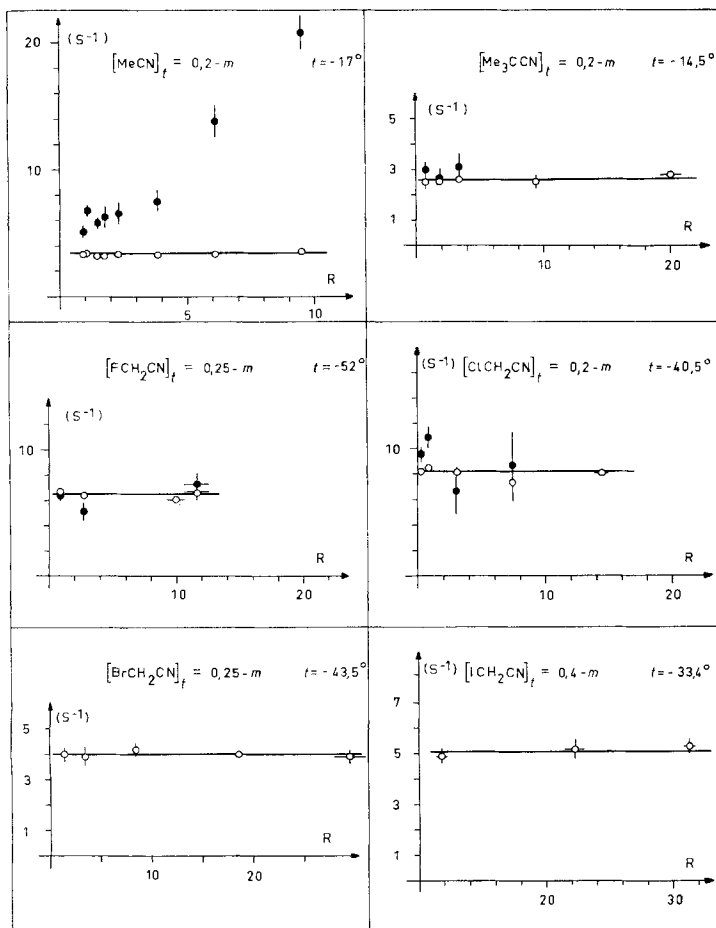 20
(S⁻¹)
[MeCN]t = 0,2-m t=-17°
10
R
5 10
[Me₃CCN]t = 0,2-m t=-14,5°
(S⁻¹)
5
3
1
R
10 20
[FCH₂CN]t = 0,25-m t=-52°
(S⁻¹)
10
R
10 20
(S⁻¹) [ClCH₂CN]t = 0,2-m t=-40,5°
10
R
10 20
[BrCH₂CN]t = 0,25-m t=-43,5°
(S⁻¹)
5
3
1
R
10 20
(S⁻¹) [ICH₂CN]t = 0,4-m t=-33,4°
7
5
3
1
R
20 30